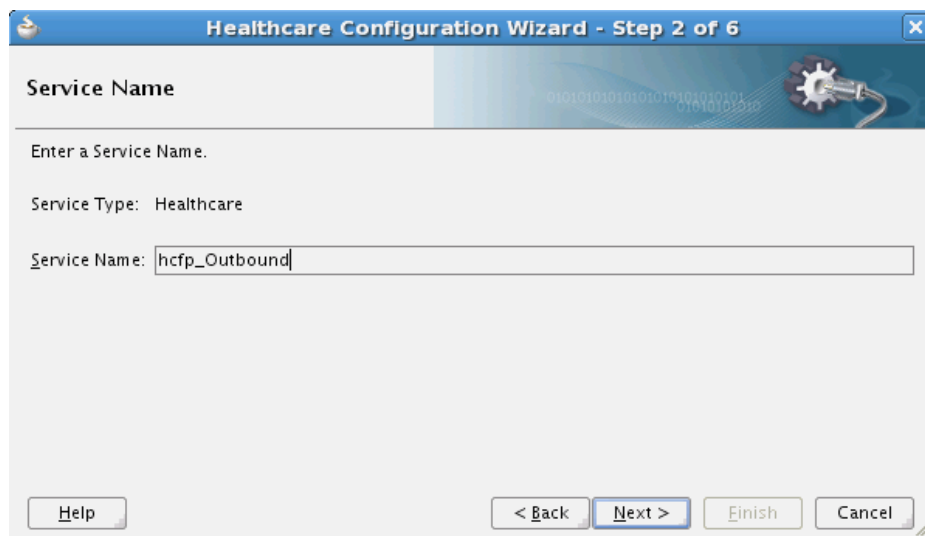 Healthcare Configuration Wizard - Step 2 of 6
Service Name
Enter a Service Name.
Service Type: Healthcare
Service Name: hcfp_Outbound
Help
< Back
Next >
Finish
Cancel